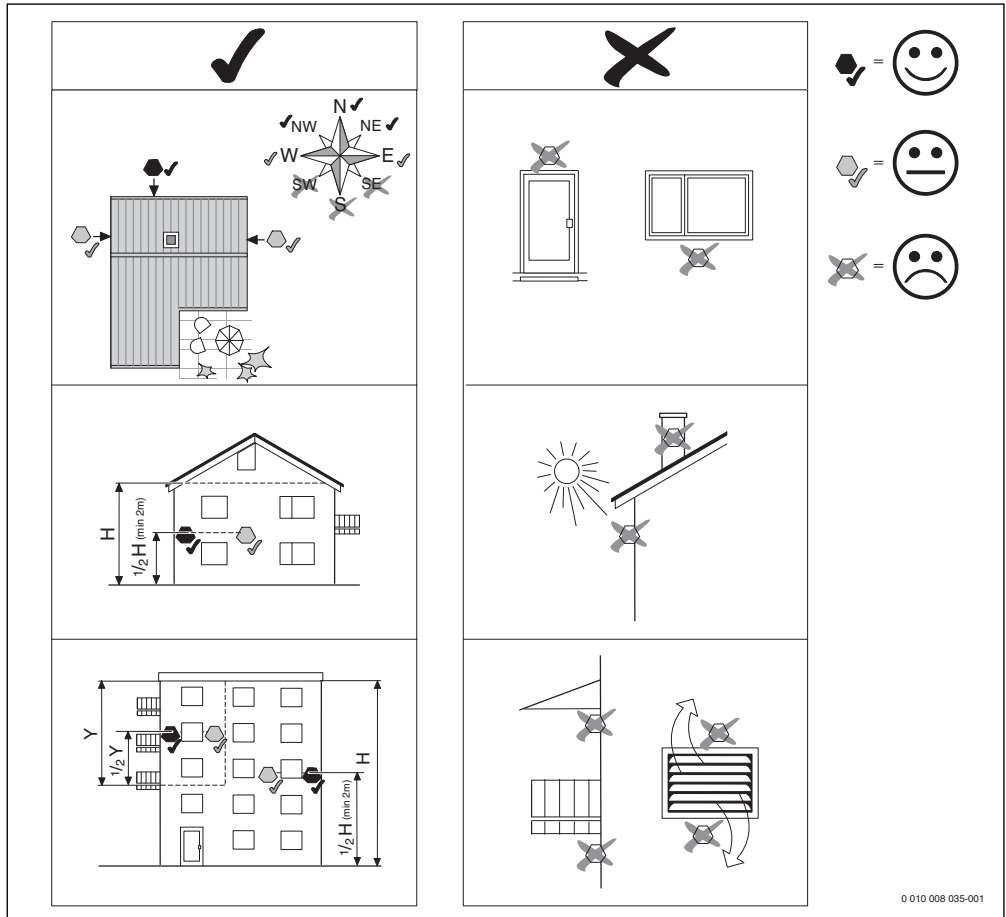 N
NW
NE
W
E
SW
SE
S
=
=
=
H
1/2 H (min 2m)
Y
1/2 Y
H
1/2 H (min 2m)
0 010 008 035-001